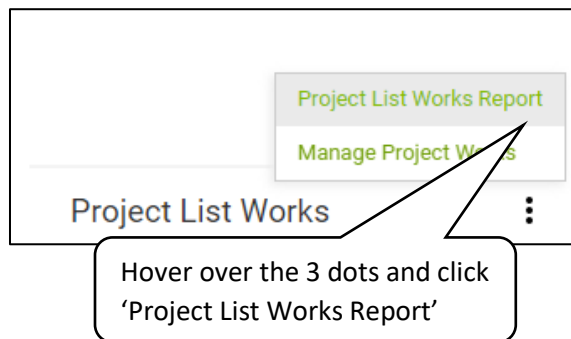 Project List Works Report
Manage Project Works
Project List Works
Hover over the 3 dots and click
‘Project List Works Report’